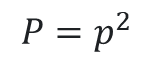 P = p²